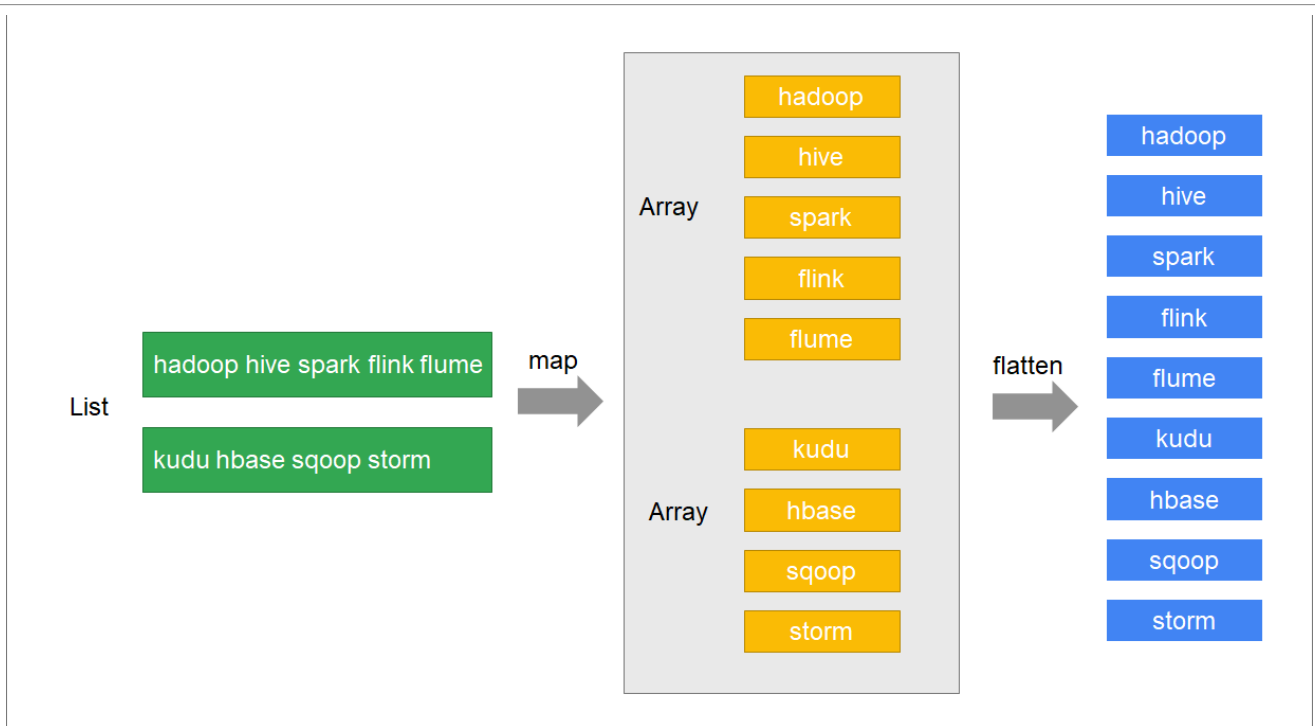 List
hadoop hive spark flink flume
kudu hbase sqoop storm
map
Array
hadoop
hive
spark
flink
flume
Array
kudu
hbase
sqoop
storm
flatten
hadoop
hive
spark
flink
flume
kudu
hbase
sqoop
storm